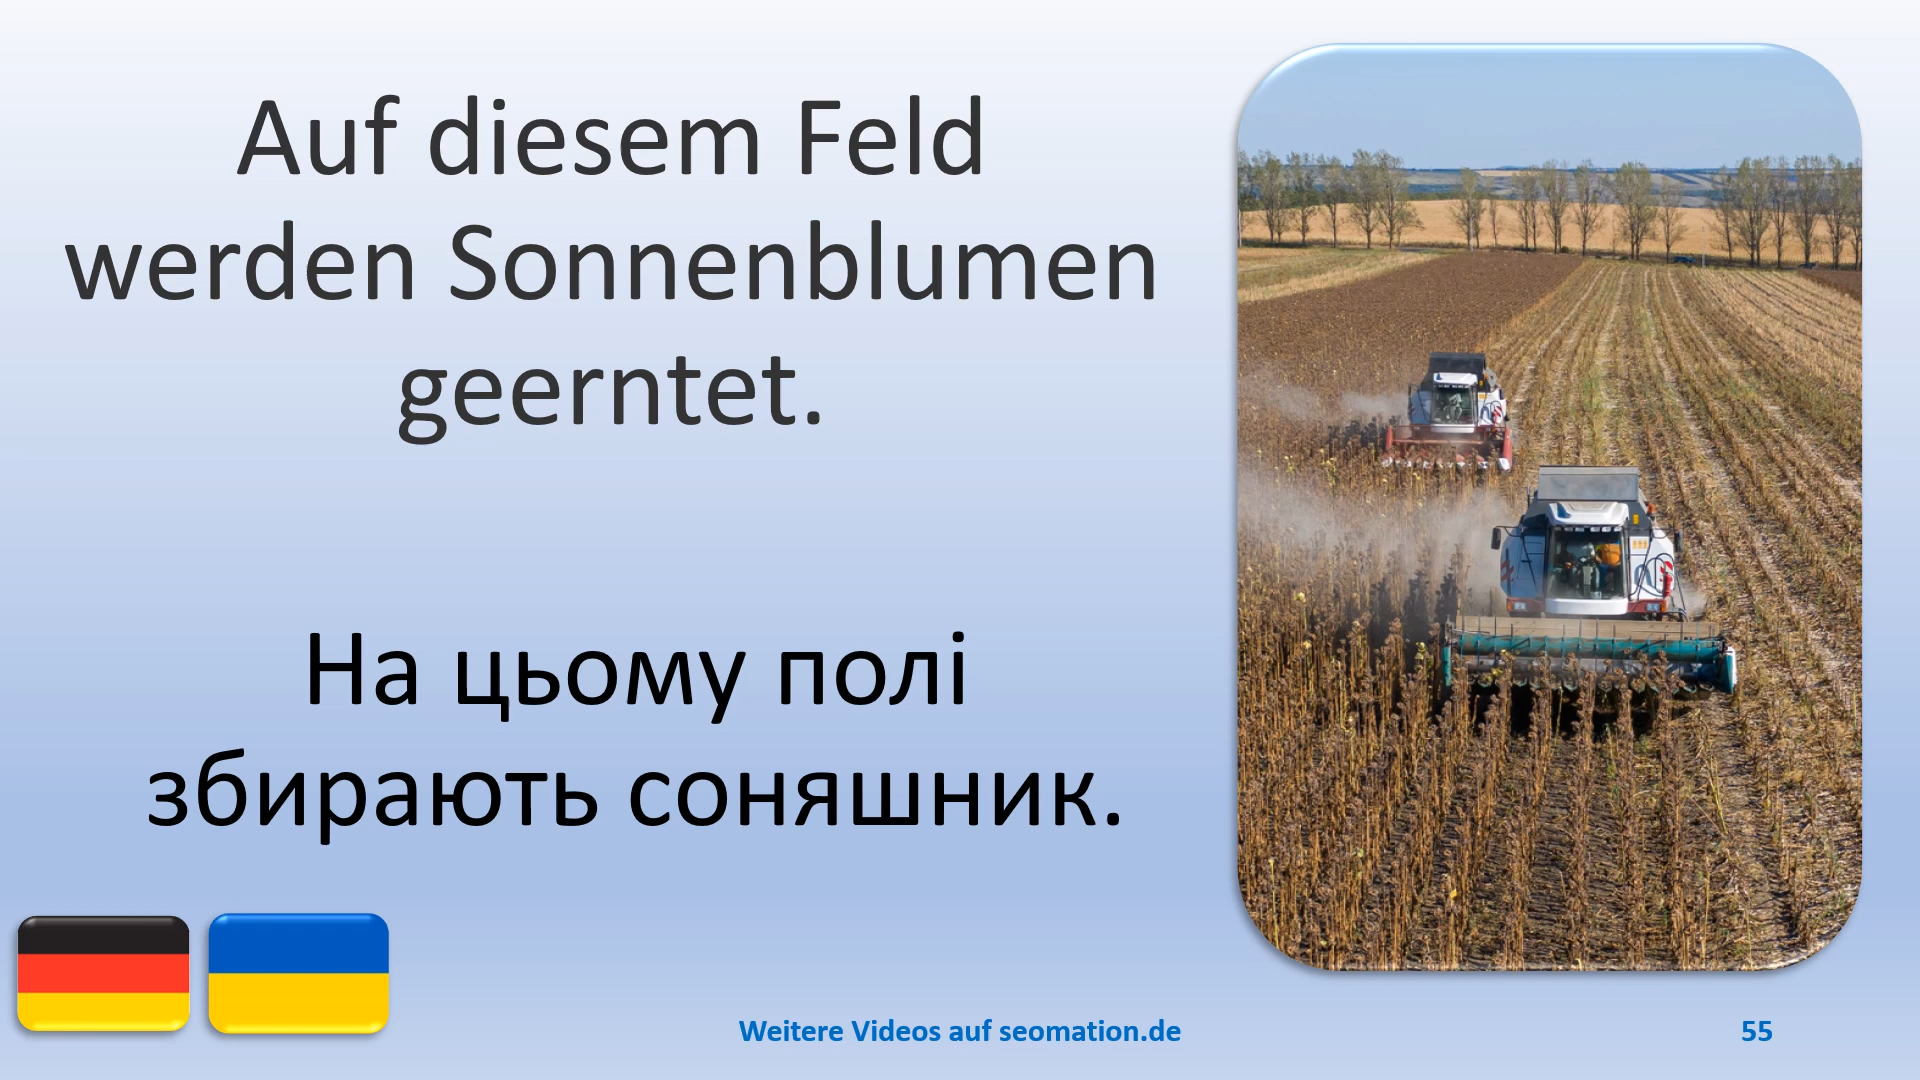 Auf diesem Feld
werden Sonnenblumen
geerntet.
На цьому полі
збирають соняшник.
Weitere Videos auf seomation.de
55